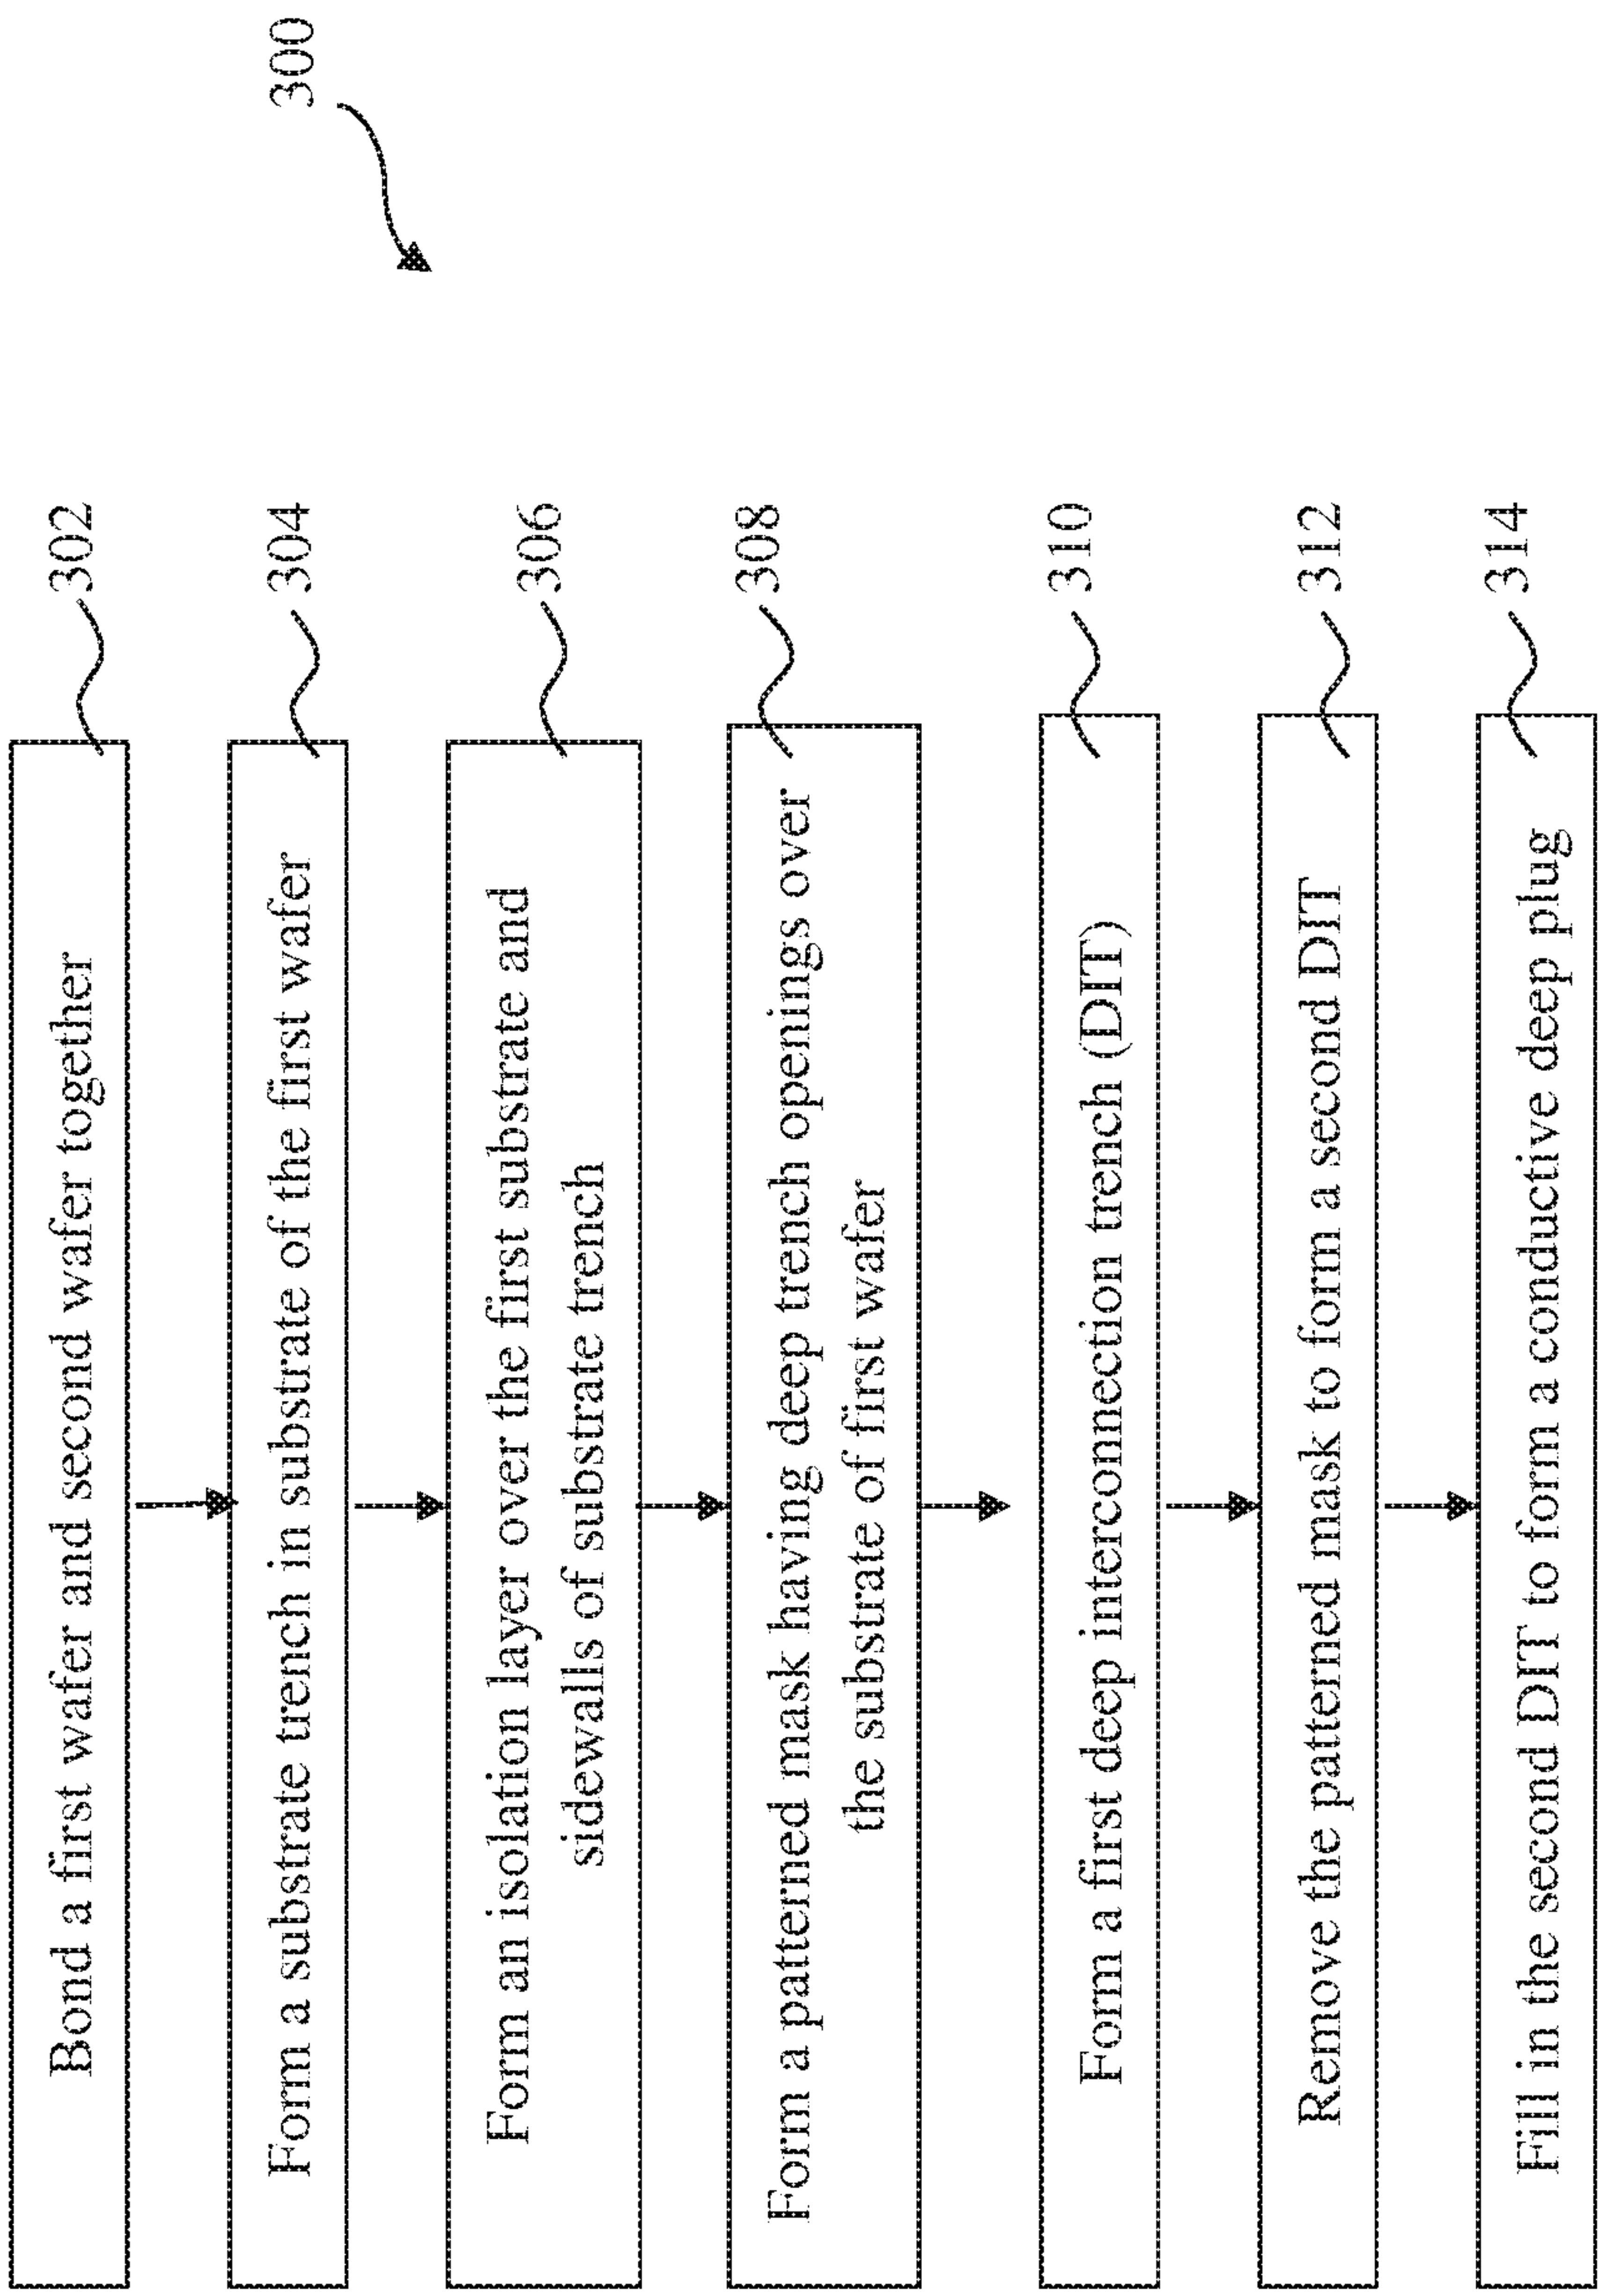 300
Bond a first wafer and second wafer together
302
Form a substrate trench in substrate of the first wafer
304
Form an isolation layer over the first substrate and
sidewalls of substrate trench
306
Form a patterned mask having deep trench openings over
the substrate of first wafer
308
Form a first deep interconnection trench (DIT)
310
Remove the patterned mask to form a second DIT
312
Fill in the second DIT to form a conductive deep plug
314